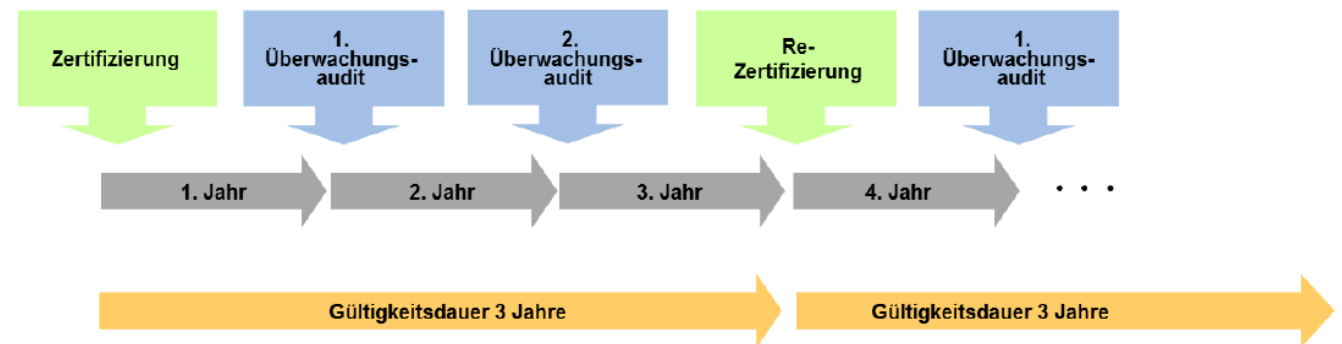 Zertifizierung
1.
Überwachungs-
audit
2.
Überwachungs-
audit
Re-
Zertifizierung
1.
Überwachungs-
audit
1. Jahr
2. Jahr
3. Jahr
4. Jahr
. . .
Gültigkeitsdauer 3 Jahre
Gültigkeitsdauer 3 Jahre